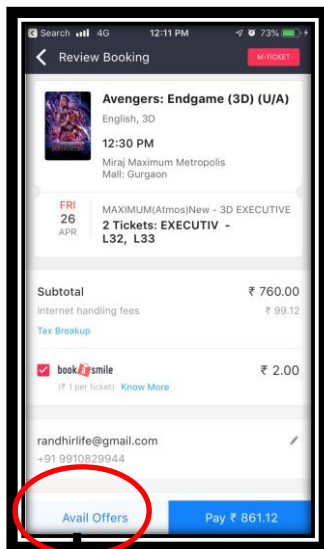 Search 4G 12:11 PM 73%
Review Booking M-TICKET
Avengers: Endgame (3D) (U/A)
English, 3D
12:30 PM
Miraj Maximum Metropolis
Mall: Gurgaon
FRI
26
APR
MAXIMUM(Atmos)New - 3D EXECUTIVE
2 Tickets: EXECUTIV -
L32, L33
Subtotal ₹ 760.00
Internet handling fees ₹ 99.12
Tax Breakup
book a smile ₹ 2.00
(₹ 1 per ticket) Know More
randhirlife@gmail.com
+91 9910829944
Avail Offers Pay ₹ 861.12